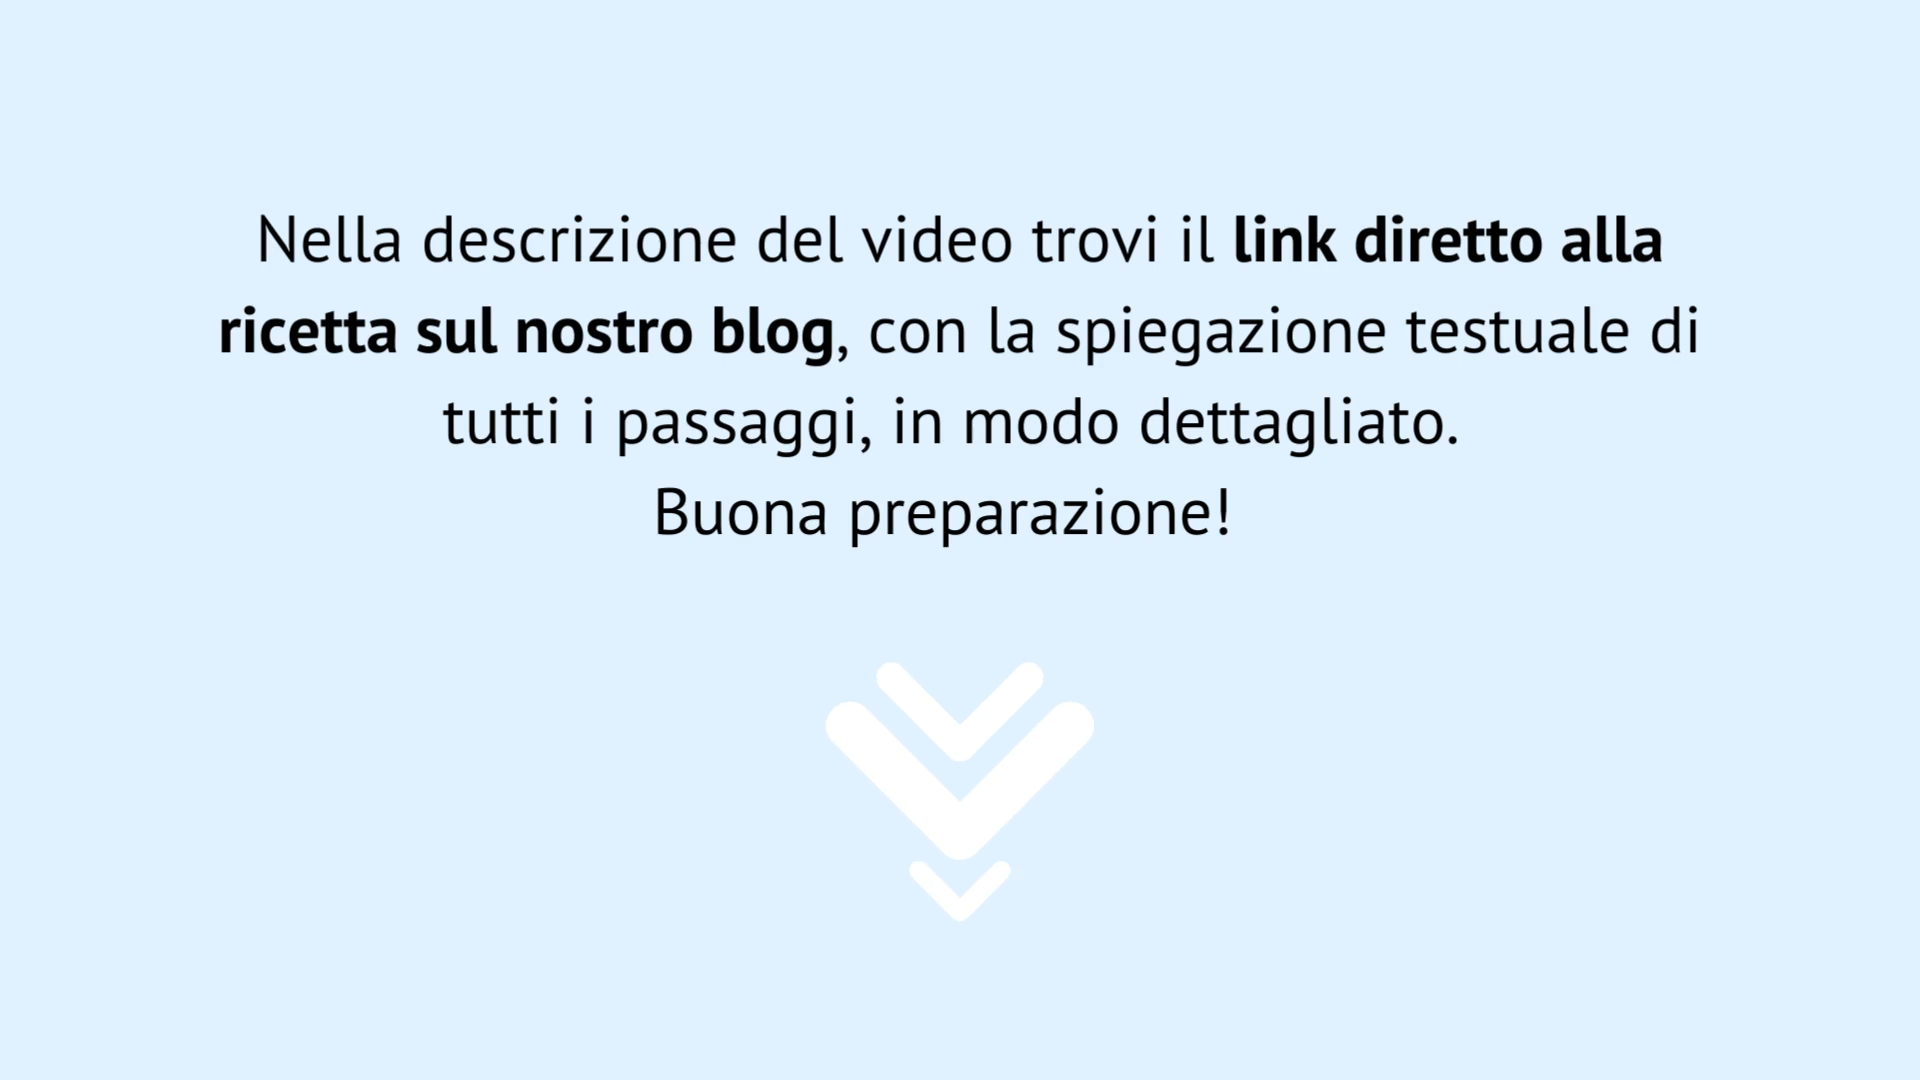 Nella descrizione del video trovi il link diretto alla
ricetta sul nostro blog, con la spiegazione testuale di
tutti i passaggi, in modo dettagliato.
Buona preparazione!